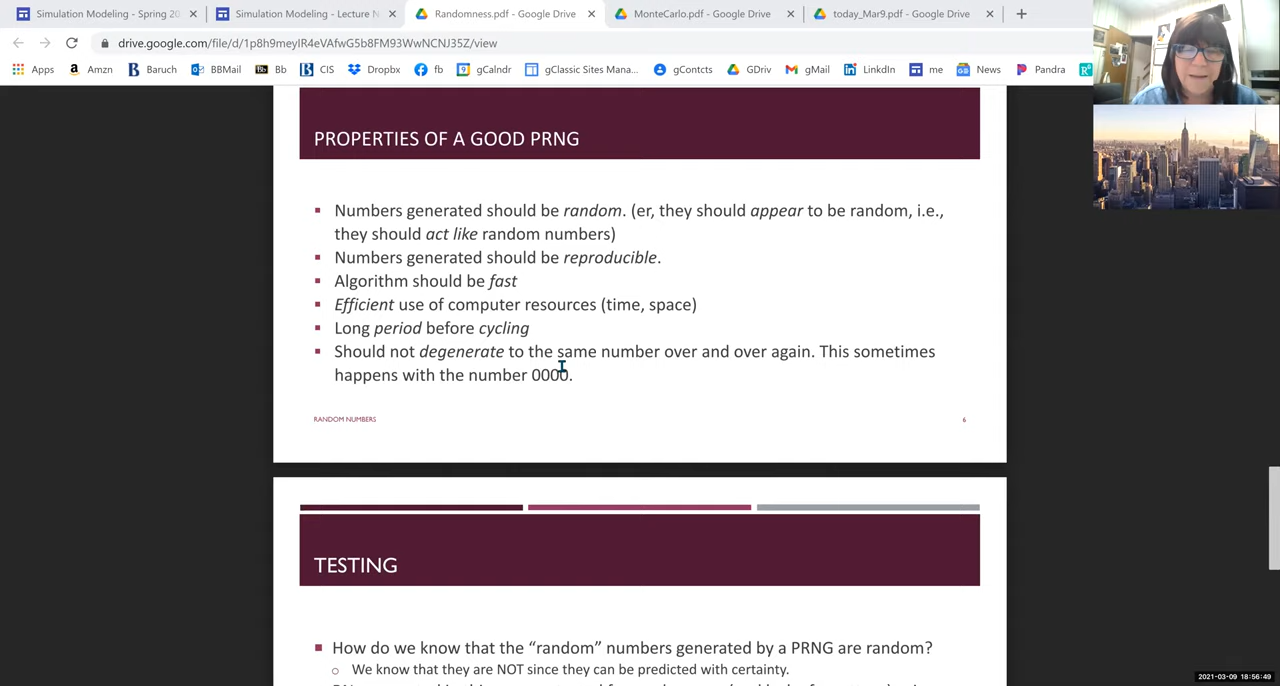 Simulation Modeling - Spring 20
Simulation Modeling - Lecture N
Randomness.pdf - Google Drive
MonteCarlo.pdf - Google Drive
today_Mar9.pdf - Google Drive
drive.google.com/file/d/1p8h9meyIR4eVAfwG5b8FM93WwNCNJ35Z/view
Apps
Amzn
Baruch
BBMail
Bb
CIS
Dropbx
fb
gCalndr
gClassic Sites Mana...
gContcts
GDriv
gMail
LinkdIn
me
News
Pandra
PROPERTIES OF A GOOD PRNG
▪ Numbers generated should be random. (er, they should appear to be random, i.e.,
they should act like random numbers)
▪ Numbers generated should be reproducible.
▪ Algorithm should be fast
▪ Efficient use of computer resources (time, space)
▪ Long period before cycling
▪ Should not degenerate to the same number over and over again. This sometimes
happens with the number 0000.
RANDOM NUMBERS
6
TESTING
▪ How do we know that the “random” numbers generated by a PRNG are random?
o We know that they are NOT since they can be predicted with certainty.
2021-03-09 18:56:49